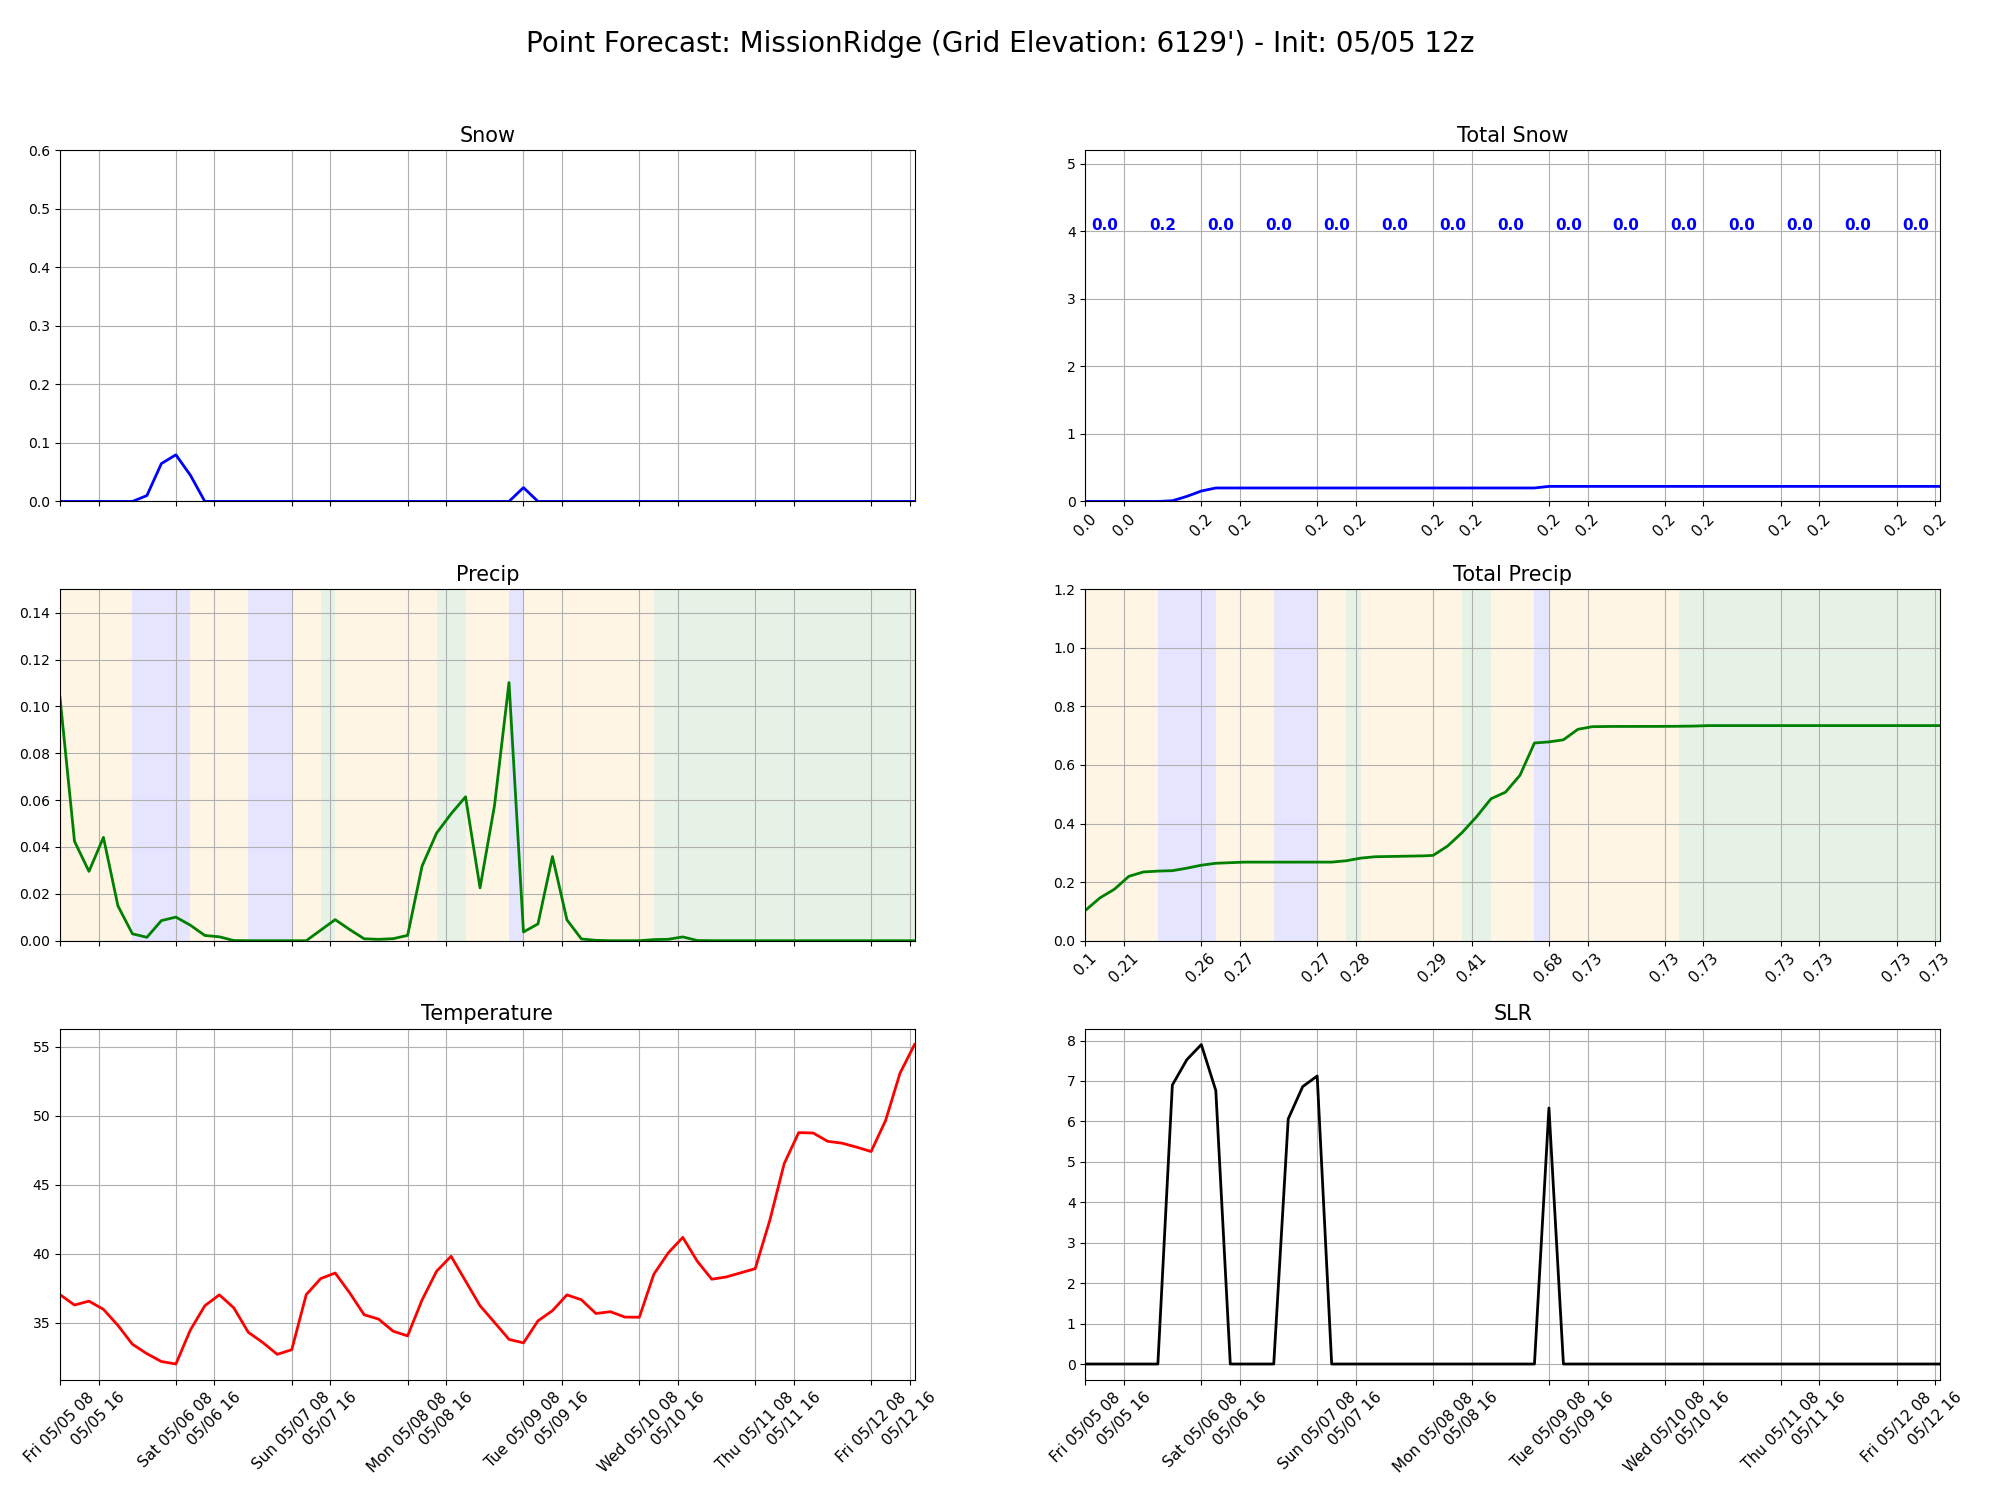 Point Forecast: MissionRidge (Grid Elevation: 6129') - Init: 05/05 12z
Snow
0.6
0.5
0.4
0.3
0.2
0.1
0.0
Total Snow
5
4
3
2
1
0
0.0 0.2 0.0 0.0 0.0 0.0 0.0 0.0 0.0 0.0 0.0 0.0 0.0 0.0 0.0
0.0 0.0 0.2 0.2 0.2 0.2 0.2 0.2 0.2 0.2 0.2 0.2 0.2 0.2 0.2 0.2
Precip
0.14
0.12
0.10
0.08
0.06
0.04
0.02
0.00
Total Precip
1.2
1.0
0.8
0.6
0.4
0.2
0.0
0.1 0.21 0.26 0.27 0.27 0.28 0.29 0.41 0.68 0.73 0.73 0.73 0.73 0.73 0.73 0.73
Temperature
55
50
45
40
35
Fri 05/05 08
05/05 16
Sat 05/06 08
05/06 16
Sun 05/07 08
05/07 16
Mon 05/08 08
05/08 16
Tue 05/09 08
05/09 16
Wed 05/10 08
05/10 16
Thu 05/11 08
05/11 16
Fri 05/12 08
05/12 16
SLR
8
7
6
5
4
3
2
1
0
Fri 05/05 08
05/05 16
Sat 05/06 08
05/06 16
Sun 05/07 08
05/07 16
Mon 05/08 08
05/08 16
Tue 05/09 08
05/09 16
Wed 05/10 08
05/10 16
Thu 05/11 08
05/11 16
Fri 05/12 08
05/12 16